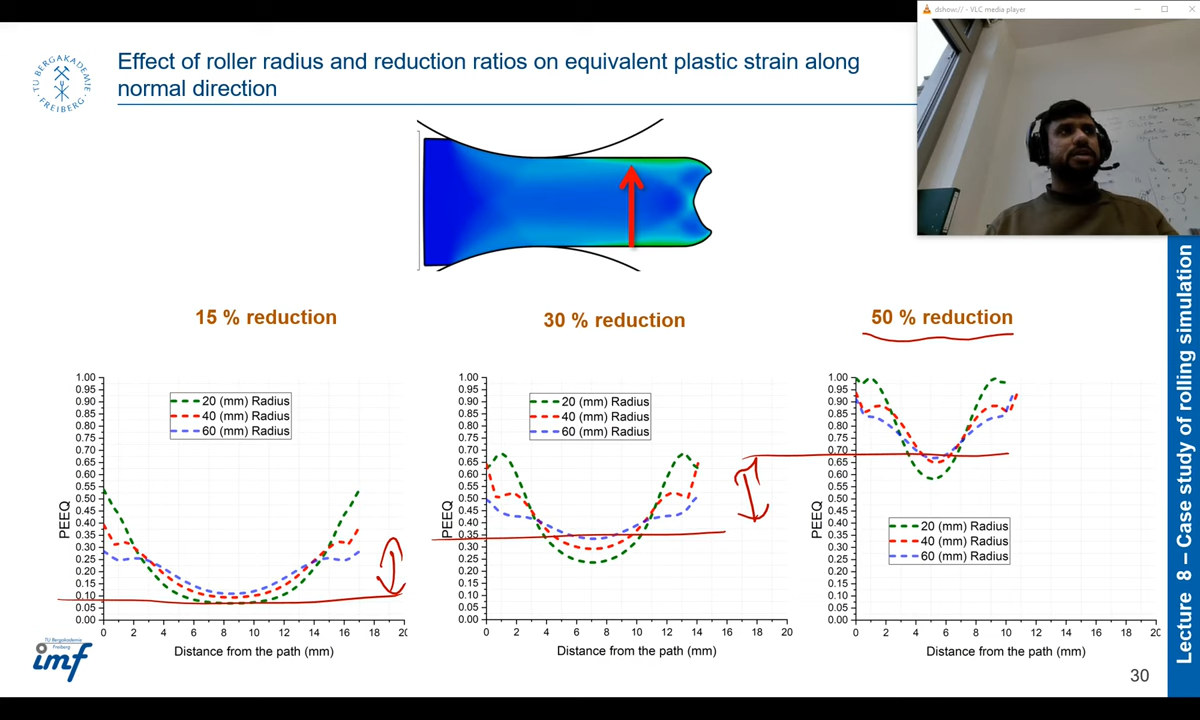 dshow:// - VLC media player
TU BERGAKADEMIE
FREIBERG
Effect of roller radius and reduction ratios on equivalent plastic strain along
normal direction
15 % reduction
30 % reduction
50 % reduction
PEEQ
1.00
0.95
0.90
0.85
0.80
0.75
0.70
0.65
0.60
0.55
0.50
0.45
0.40
0.35
0.30
0.25
0.20
0.15
0.10
0.05
0.00
20 (mm) Radius
40 (mm) Radius
60 (mm) Radius
0 2 4 6 8 10 12 14 16 18 20
Distance from the path (mm)
PEEQ
1.00
0.95
0.90
0.85
0.80
0.75
0.70
0.65
0.60
0.55
0.50
0.45
0.40
0.35
0.30
0.25
0.20
0.15
0.10
0.05
0.00
20 (mm) Radius
40 (mm) Radius
60 (mm) Radius
0 2 4 6 8 10 12 14 16 18 20
Distance from the path (mm)
PEEQ
1.00
0.95
0.90
0.85
0.80
0.75
0.70
0.65
0.60
0.55
0.50
0.45
0.40
0.35
0.30
0.25
0.20
0.15
0.10
0.05
0.00
20 (mm) Radius
40 (mm) Radius
60 (mm) Radius
0 2 4 6 8 10 12 14 16 18
Distance from the path (mm)
TU Bergakademie
Freiberg
imf
30
Lecture 8 – Case study of rolling simulation